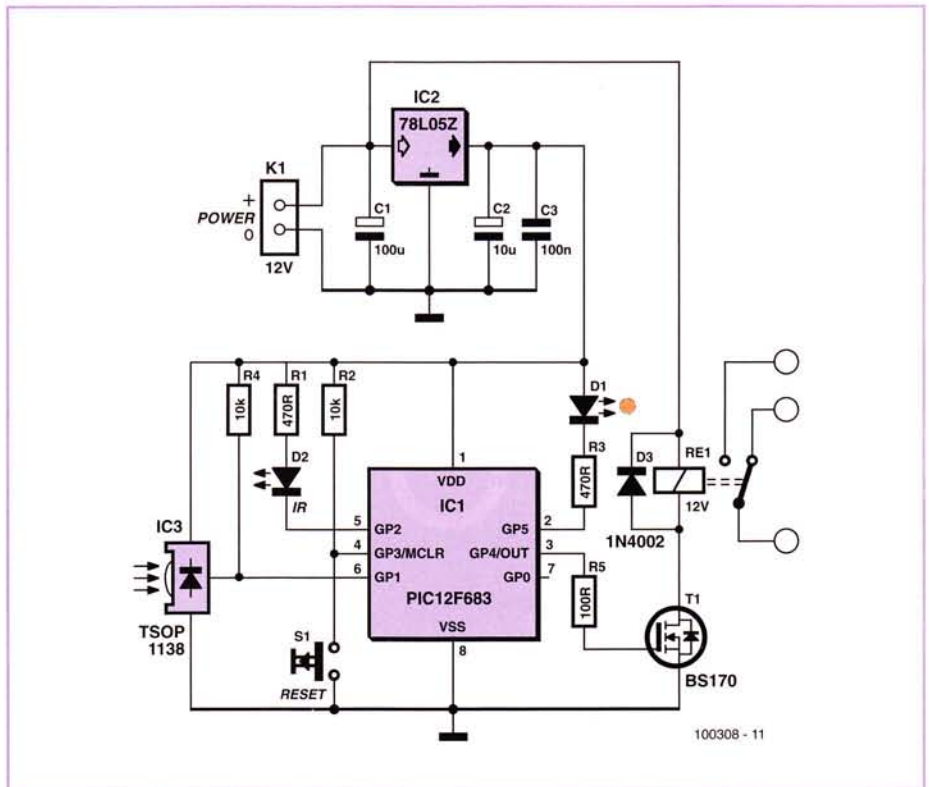 IC2
78L05Z
K1
+
POWER
0
12V
C1
100u
C2
10u
C3
100n
R4
10k
R1
470R
R2
10k
D1
D2
IR
R3
470R
D3
1N4002
RE1
12V
IC3
TSOP
1138
1
VDD
IC1
5
GP2
GP5
2
4
GP3/MCLR
GP4/OUT
3
6
GP1
GP0
7
PIC12F683
VSS
8
R5
100R
S1
RESET
T1
BS170
100308 - 11